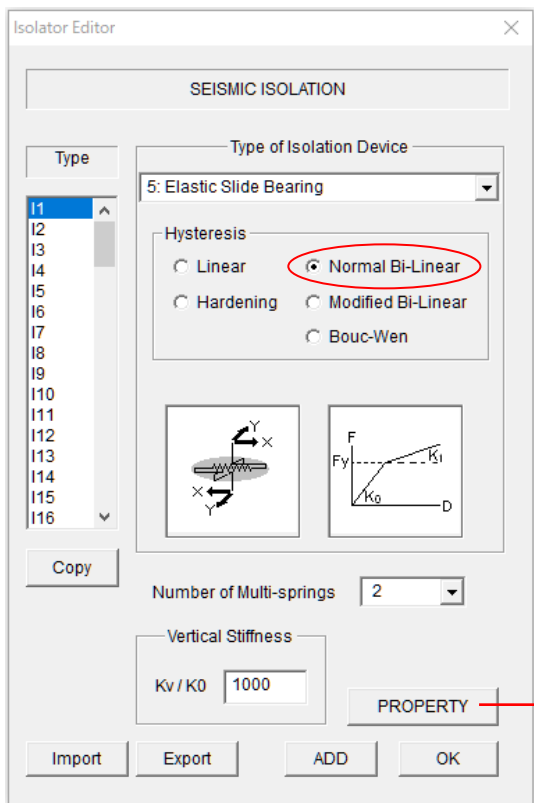 Isolator Editor
SEISMIC ISOLATION
Type
I1
I2
I3
I4
I5
I6
I7
I8
I9
I10
I11
I12
I13
I14
I15
I16
Copy
Type of Isolation Device
5: Elastic Slide Bearing
Hysteresis
Linear
Normal Bi-Linear
Hardening
Modified Bi-Linear
Bouc-Wen
Y
X
X
Y
F
Fy
K1
K0
D
Number of Multi-springs
2
Vertical Stiffness
Kv / K0
1000
PROPERTY
Import
Export
ADD
OK